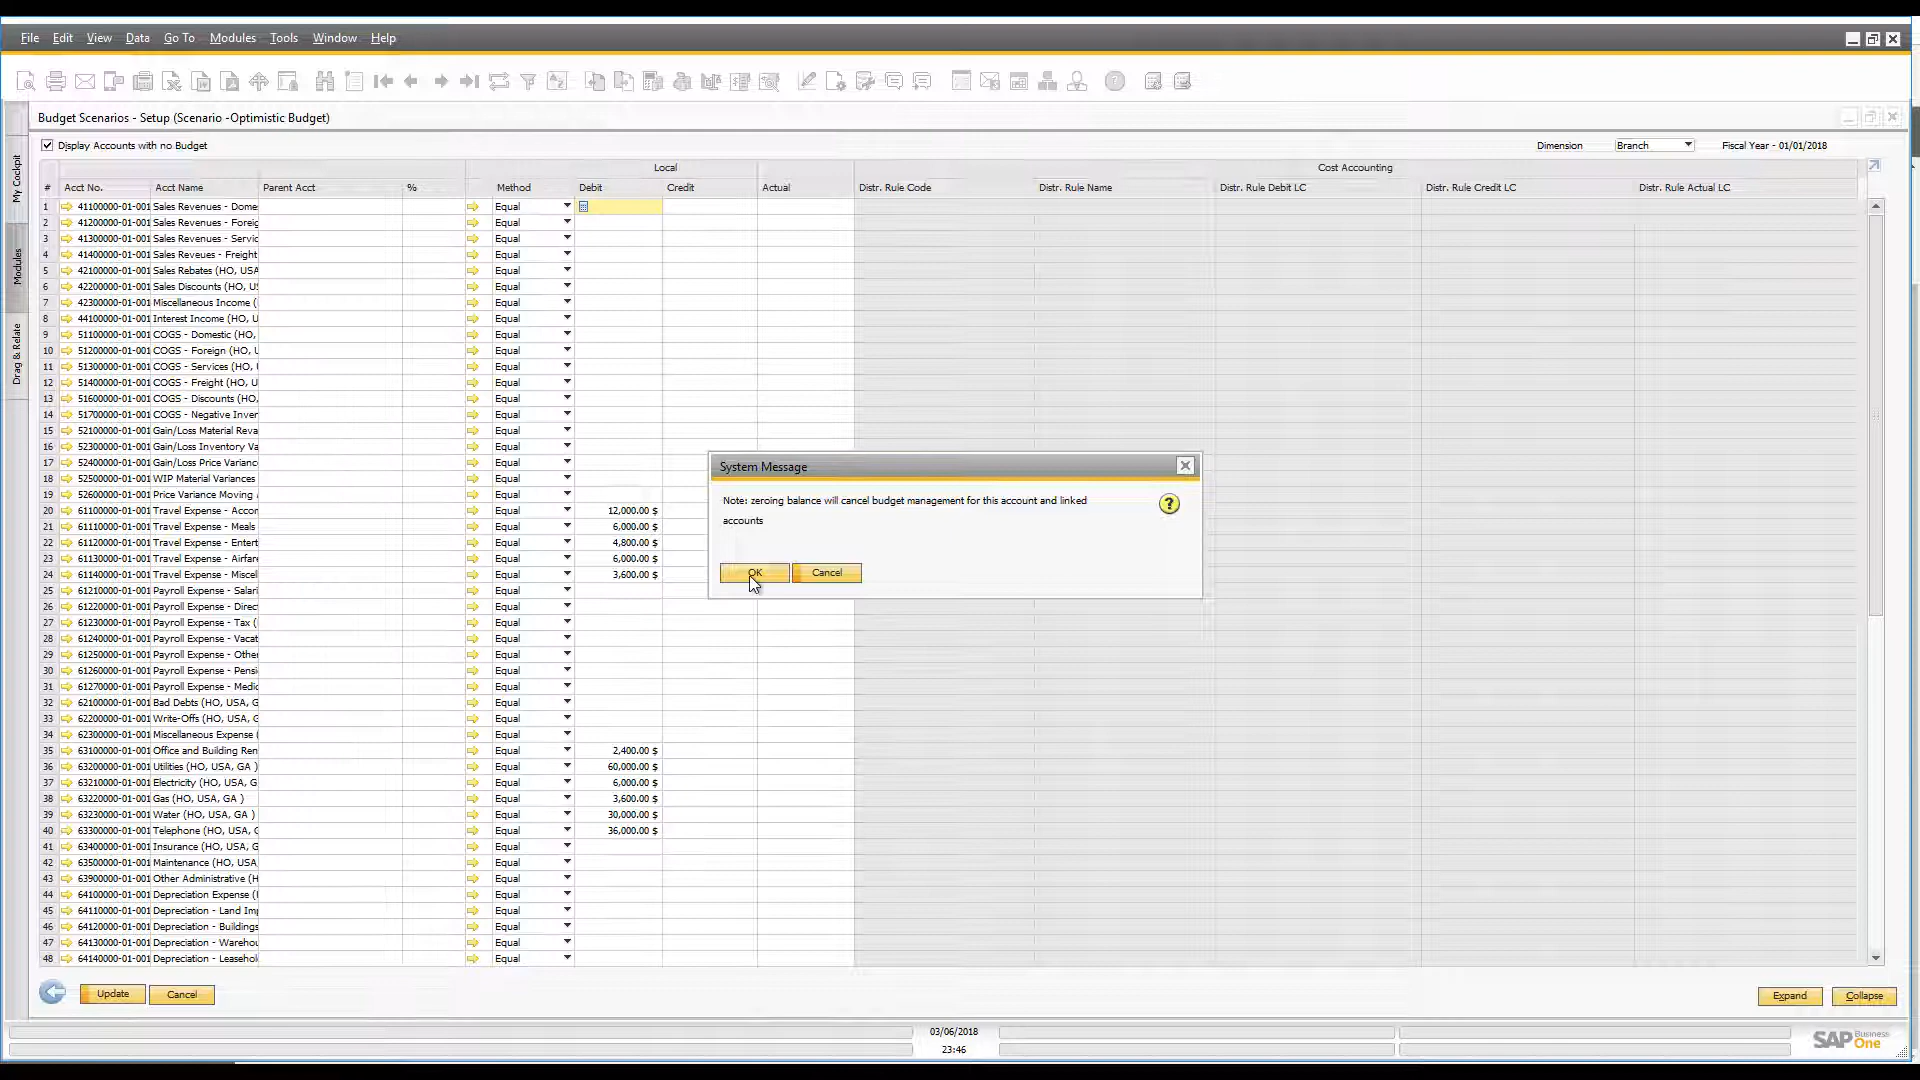 File Edit View Data Go To Modules Tools Window Help
Budget Scenarios - Setup (Scenario -Optimistic Budget)
Display Accounts with no Budget Dimension Branch Fiscal Year - 01/01/2018
My Cockpit
Modules
Drag & Relate
Local Cost Accounting
# Acct No. Acct Name Parent Acct % Method Debit Credit Actual Distr. Rule Code Distr. Rule Name Distr. Rule Debit LC Distr. Rule Credit LC Distr. Rule Actual LC
1 41100000-01-001 Sales Revenues - Dome Equal
2 41200000-01-001 Sales Revenues - Foreig Equal
3 41300000-01-001 Sales Revenues - Servic Equal
4 41400000-01-001 Sales Reveues - Freight Equal
5 42100000-01-001 Sales Rebates (HO, USA Equal
6 42200000-01-001 Sales Discounts (HO, U Equal
7 42300000-01-001 Miscellaneous Income ( Equal
8 44100000-01-001 Interest Income (HO, U Equal
9 51100000-01-001 COGS - Domestic (HO, Equal
10 51200000-01-001 COGS - Foreign (HO, U Equal
11 51300000-01-001 COGS - Services (HO, U Equal
12 51400000-01-001 COGS - Freight (HO, U Equal
13 51600000-01-001 COGS - Discounts (HO, Equal
14 51700000-01-001 COGS - Negative Inver Equal
15 52100000-01-001 Gain/Loss Material Reva Equal
16 52300000-01-001 Gain/Loss Inventory Va Equal
17 52400000-01-001 Gain/Loss Price Varianc Equal
18 52500000-01-001 WIP Material Variances Equal
19 52600000-01-001 Price Variance Moving Equal
20 61100000-01-001 Travel Expense - Accor Equal 12,000.00 $
21 61110000-01-001 Travel Expense - Meals Equal 6,000.00 $
22 61120000-01-001 Travel Expense - Entert Equal 4,800.00 $
23 61130000-01-001 Travel Expense - Airfare Equal 6,000.00 $
24 61140000-01-001 Travel Expense - Miscel Equal 3,600.00 $
25 61210000-01-001 Payroll Expense - Salari Equal
26 61220000-01-001 Payroll Expense - Direc Equal
27 61230000-01-001 Payroll Expense - Tax ( Equal
28 61240000-01-001 Payroll Expense - Vacat Equal
29 61250000-01-001 Payroll Expense - Othe Equal
30 61260000-01-001 Payroll Expense - Pensi Equal
31 61270000-01-001 Payroll Expense - Medic Equal
32 62100000-01-001 Bad Debts (HO, USA, G Equal
33 62200000-01-001 Write-Offs (HO, USA, G Equal
34 62300000-01-001 Miscellaneous Expense ( Equal
35 63100000-01-001 Office and Building Ren Equal 2,400.00 $
36 63200000-01-001 Utilities (HO, USA, GA ) Equal 60,000.00 $
37 63210000-01-001 Electricity (HO, USA, G Equal 6,000.00 $
38 63220000-01-001 Gas (HO, USA, GA ) Equal 3,600.00 $
39 63230000-01-001 Water (HO, USA, GA ) Equal 30,000.00 $
40 63300000-01-001 Telephone (HO, USA, G Equal 36,000.00 $
41 63400000-01-001 Insurance (HO, USA, G Equal
42 63500000-01-001 Maintenance (HO, USA Equal
43 63900000-01-001 Other Administrative (H Equal
44 64100000-01-001 Depreciation Expense ( Equal
45 64110000-01-001 Depreciation - Land Imp Equal
46 64120000-01-001 Depreciation - Buildings Equal
47 64130000-01-001 Depreciation - Wareho Equal
48 64140000-01-001 Depreciation - Leasehol Equal
System Message
Note: zeroing balance will cancel budget management for this account and linked
accounts
OK Cancel
Update Cancel Expand Collapse
03/06/2018
23:46
SAP Business One